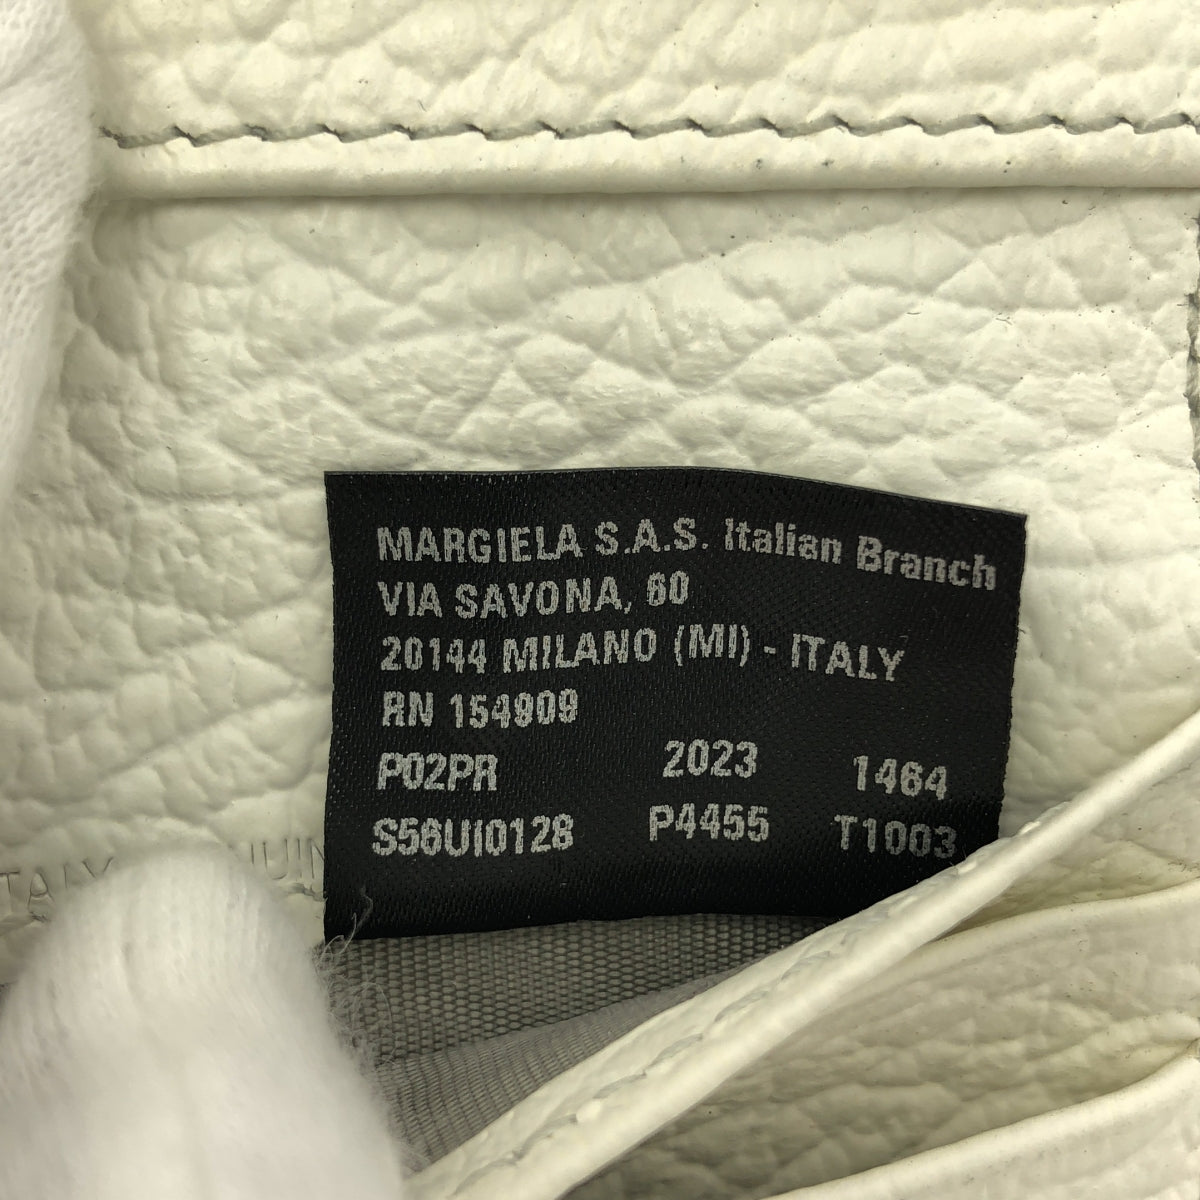 MARGIELA S.A.S. Italian Branch
VIA SAVONA, 60
20144 MILANO (MI) - ITALY
RN 154909
P02PR 2023 1464
S56UI0128 P4455 T1003